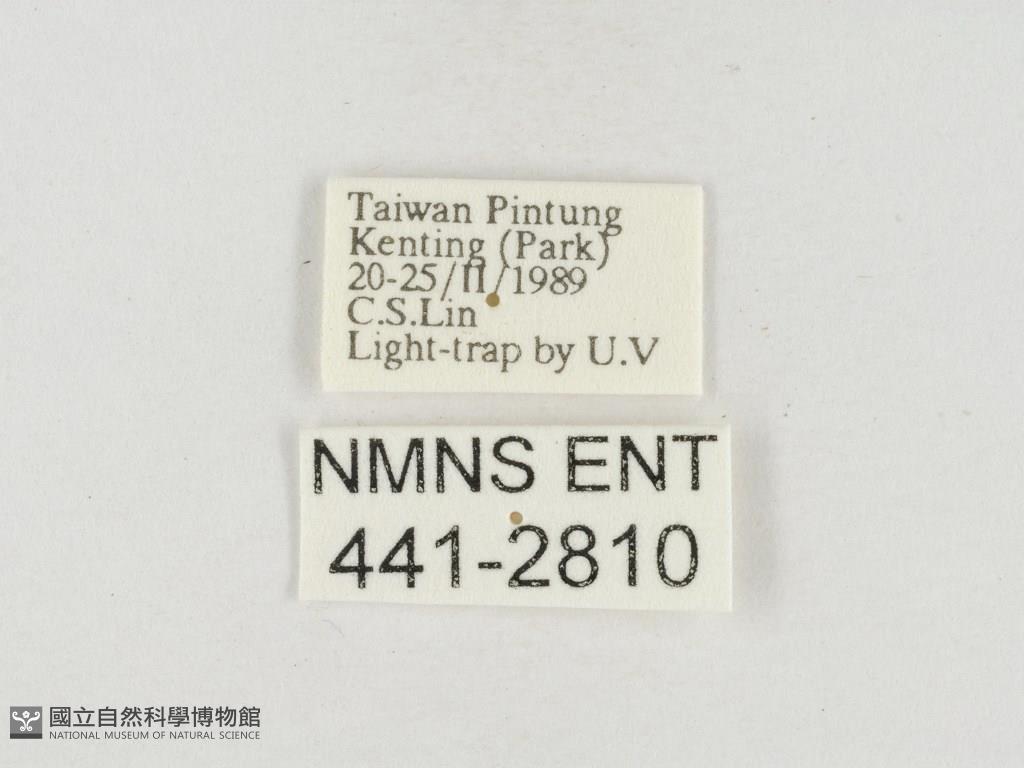 Taiwan Pintung
Kenting (Park)
20-25/II/1989
C.S.Lin
Light-trap by U.V
NMNS ENT
441-2810
國立自然科學博物館
NATIONAL MUSEUM OF NATURAL SCIENCE